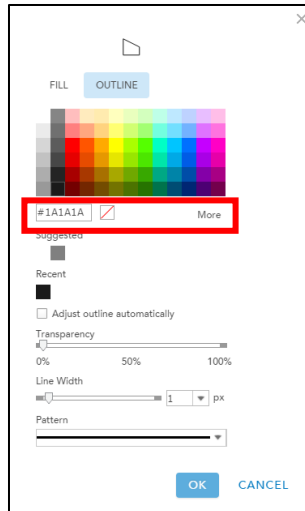 FILL OUTLINE
#1A1A1A More
Suggested
Recent
Adjust outline automatically
Transparency
0% 50% 100%
Line Width
1 px
Pattern
OK CANCEL